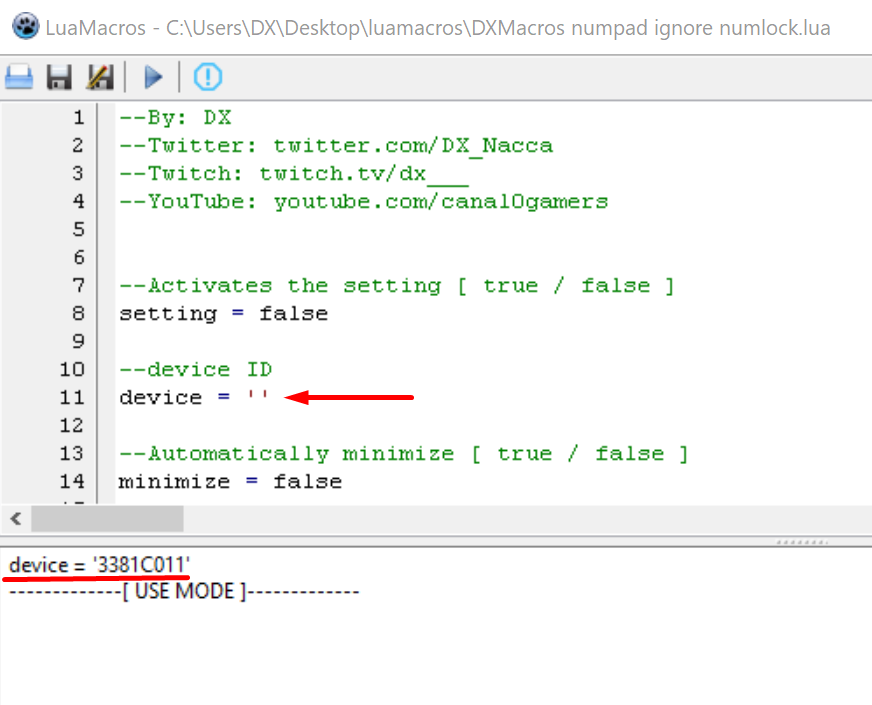 LuaMacros - C:\Users\DX\Desktop\luamacros\DXMacros numpad ignore numlock.lua
1 --By: DX
2 --Twitter: twitter.com/DX_Nacca
3 --Twitch: twitch.tv/dx___
4 --YouTube: youtube.com/canal0gamers
5
6
7 --Activates the setting [ true / false ]
8 setting = false
9
10 --device ID
11 device = ''
12
13 --Automatically minimize [ true / false ]
14 minimize = false
device = '3381C011'
-------------[ USE MODE ]-------------